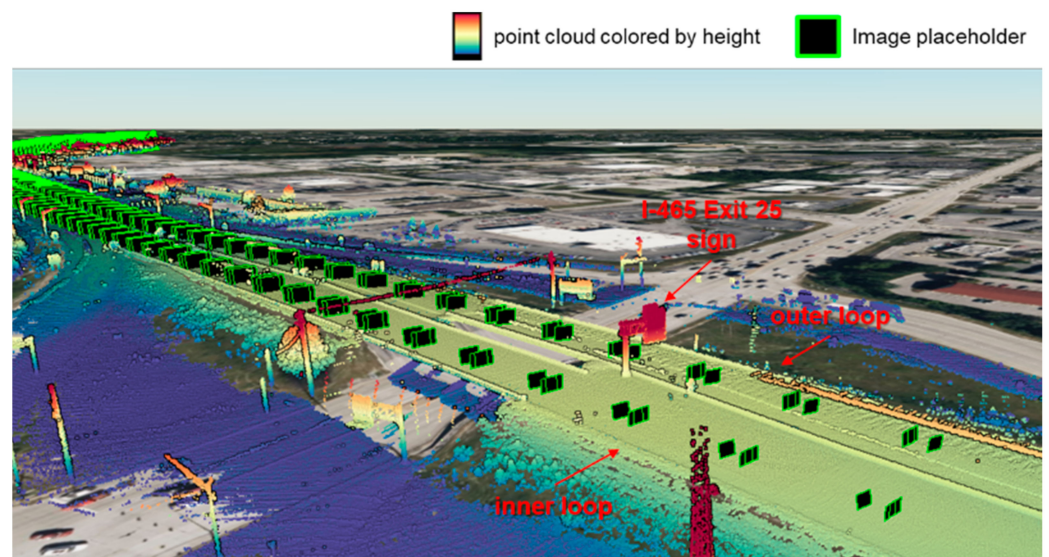 point cloud colored by height
Image placeholder
I-465 Exit 25
sign
outer loop
inner loop